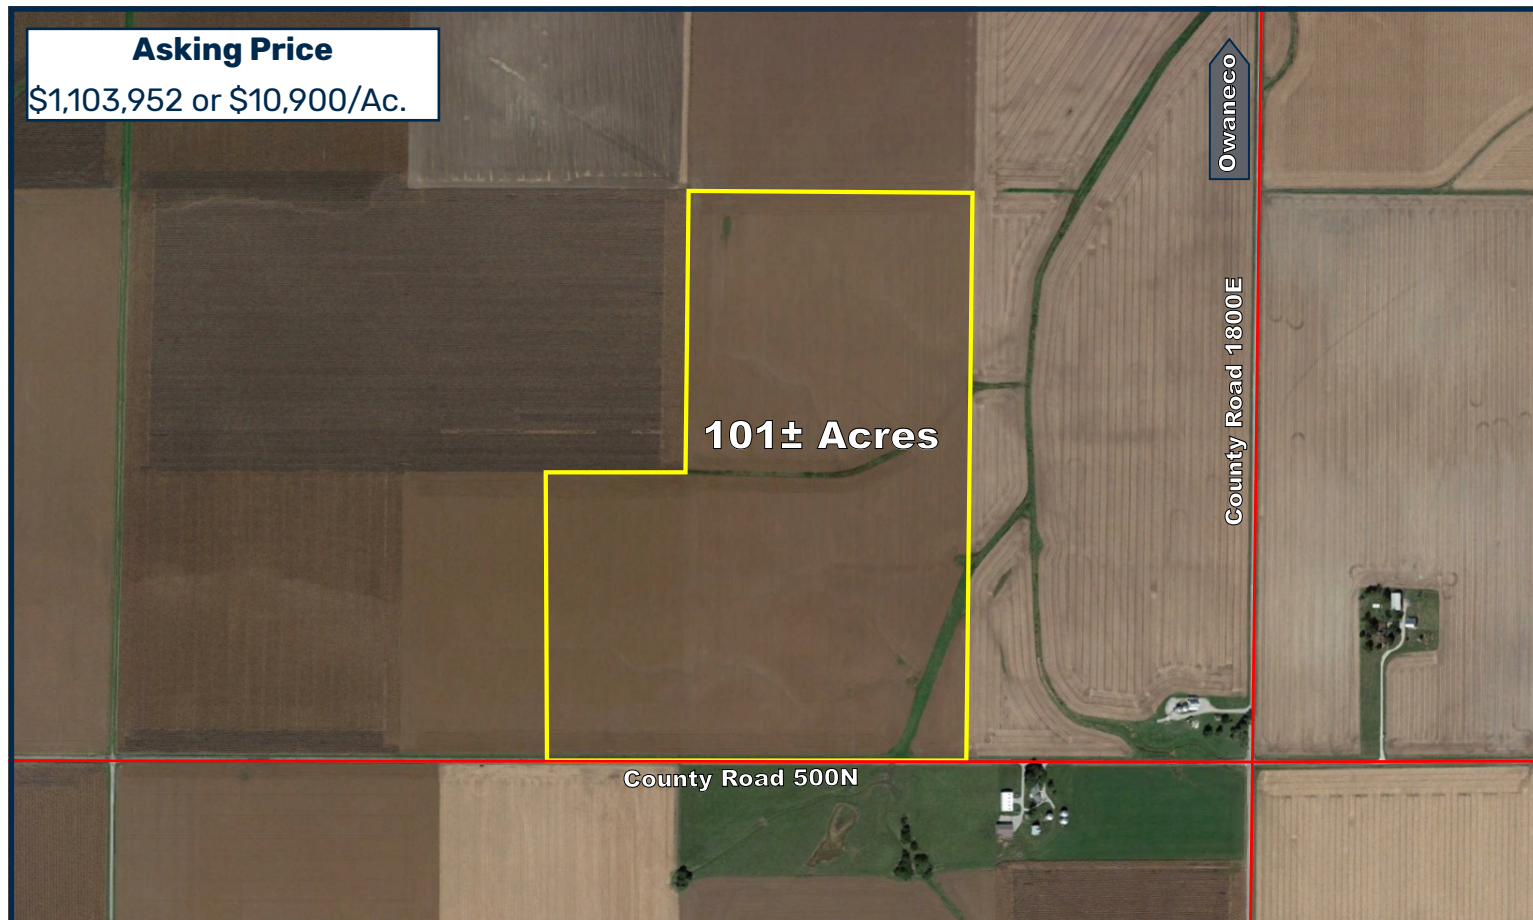 Asking Price
$1,103,952 or $10,900/Ac.
Owaneco
County Road 1800E
101± Acres
County Road 500N